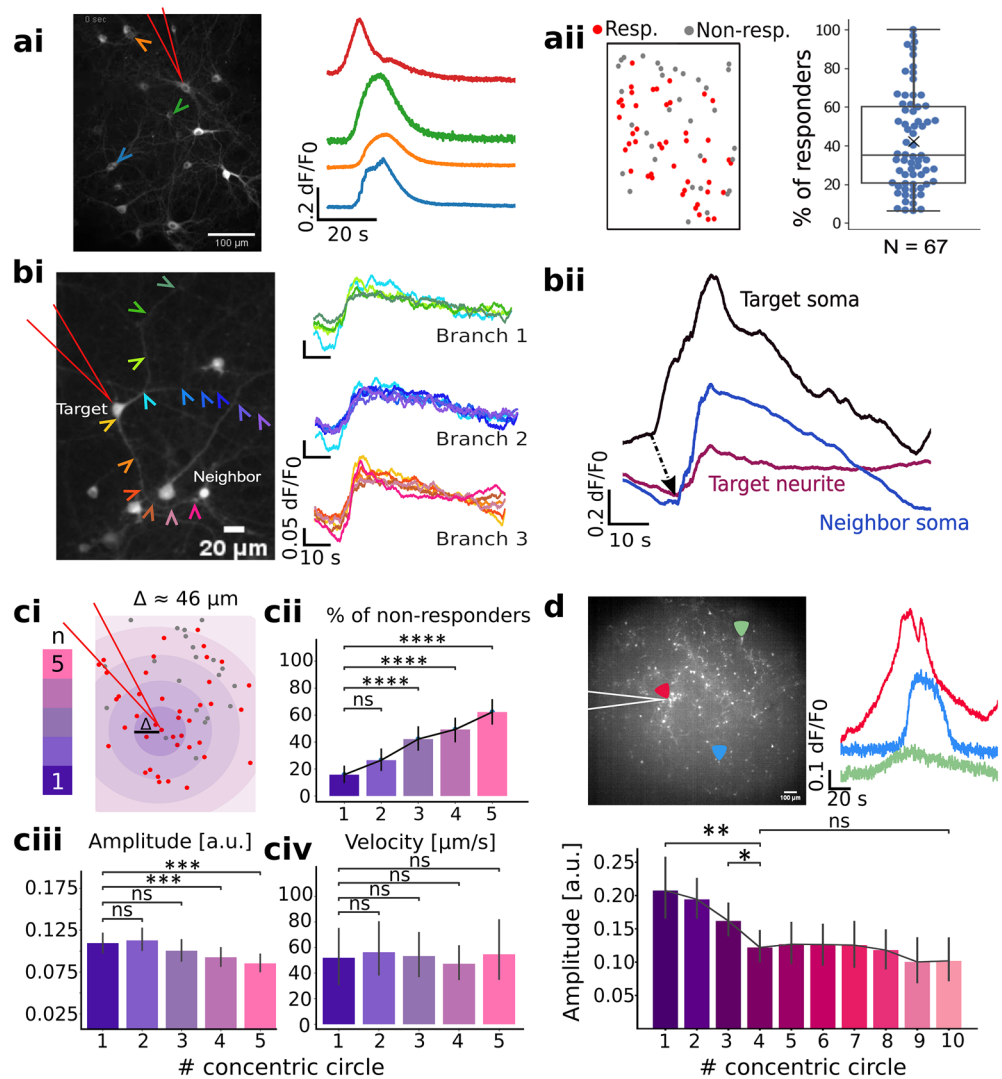 ai
0 sec
100 µm
0.2 dF/F0
20 s
aii
Resp.
Non-resp.
% of responders
100
80
60
40
20
0
N = 67
bi
Target
Neighbor
20 µm
Branch 1
Branch 2
Branch 3
0.05 dF/F0
10 s
bii
Target soma
Target neurite
Neighbor soma
0.2 dF/F0
10 s
ci
Δ ≈ 46 µm
n
5
1
Δ
cii
% of non-responders
****
****
****
ns
100
80
60
40
20
0
1 2 3 4 5
d
100 µm
0.1 dF/F0
20 s
ciii
Amplitude [a.u.]
***
***
ns
ns
0.175
0.125
0.075
0.025
1 2 3 4 5
civ
Velocity [µm/s]
ns
ns
ns
ns
100
80
60
40
20
0
1 2 3 4 5
# concentric circle
ns
**
*
Amplitude [a.u.]
0.25
0.20
0.15
0.10
0.05
1 2 3 4 5 6 7 8 9 10
# concentric circle